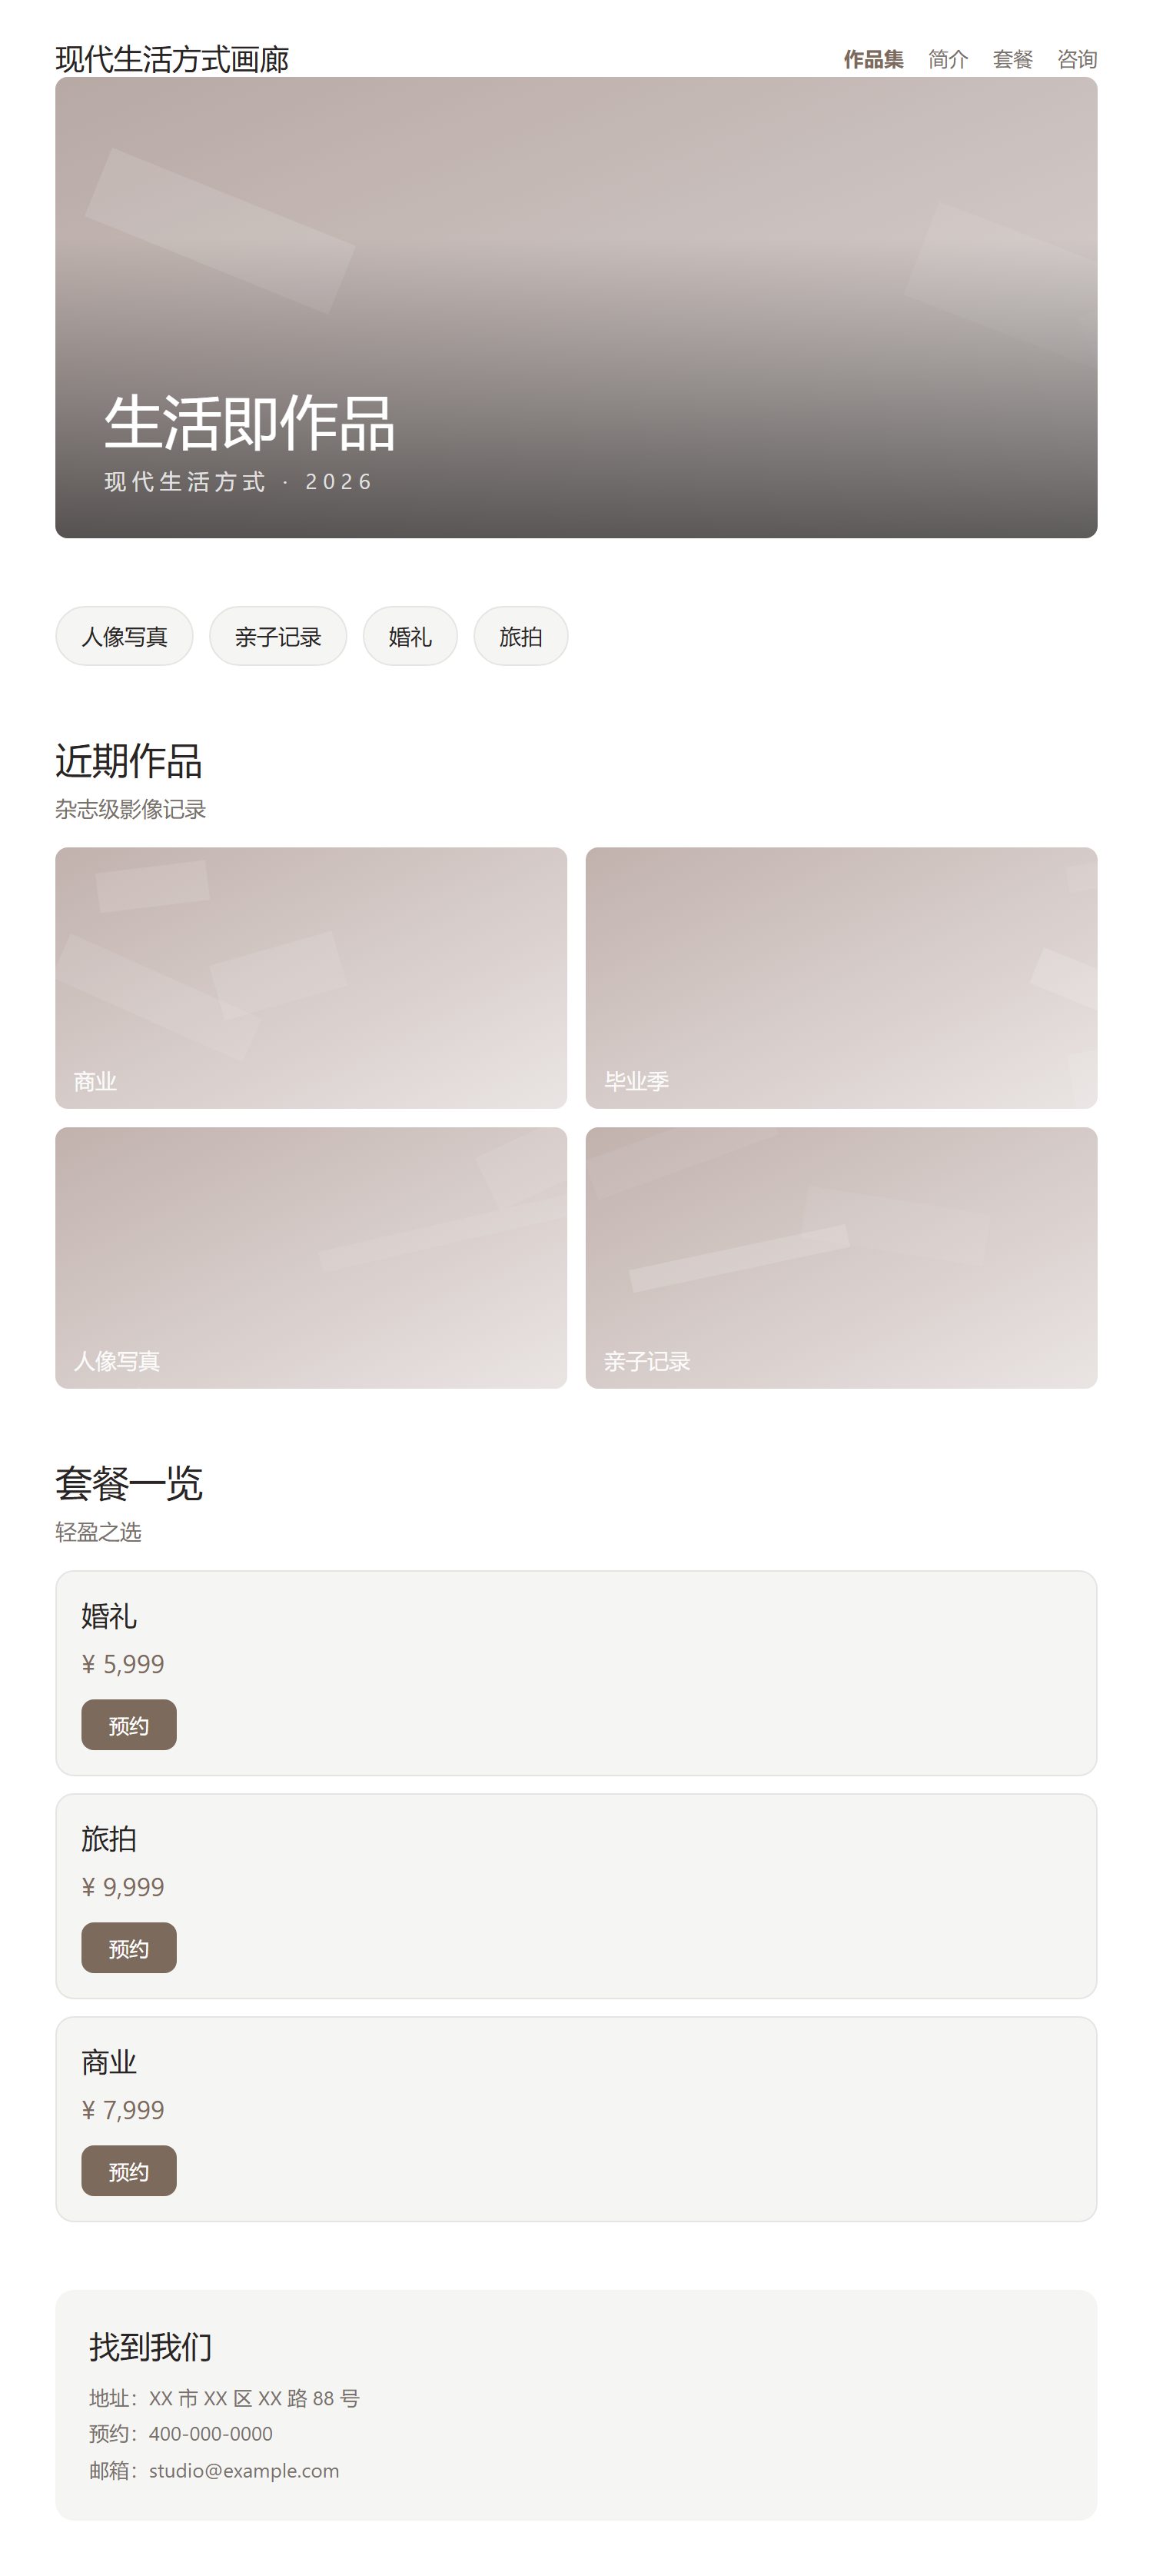 现代生活方式画廊
作品集 简介 套餐 咨询
生活即作品
现代生活方式 · 2026
人像写真 亲子记录 婚礼 旅拍
近期作品
杂志级影像记录
商业 毕业季
人像写真 亲子记录
套餐一览
轻盈之选
婚礼
¥ 5,999
预约
旅拍
¥ 9,999
预约
商业
¥ 7,999
预约
找到我们
地址：XX 市 XX 区 XX 路 88 号
预约：400-000-0000
邮箱：studio@example.com